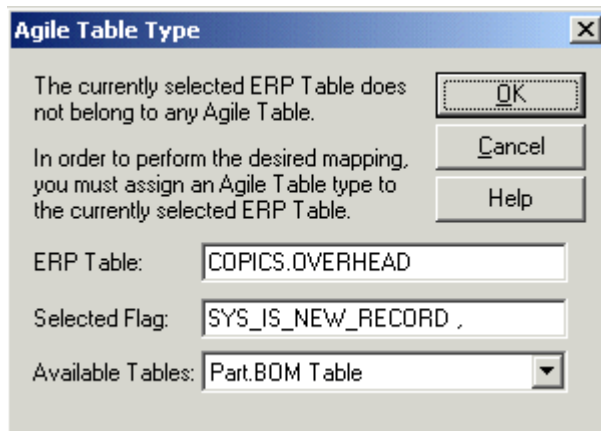 Agile Table Type
The currently selected ERP Table does
not belong to any Agile Table.
OK
In order to perform the desired mapping,
you must assign an Agile Table type to
the currently selected ERP Table.
Cancel
Help
ERP Table: COPICS.OVERHEAD
Selected Flag: SYS_IS_NEW_RECORD ,
Available Tables: Part.BOM Table